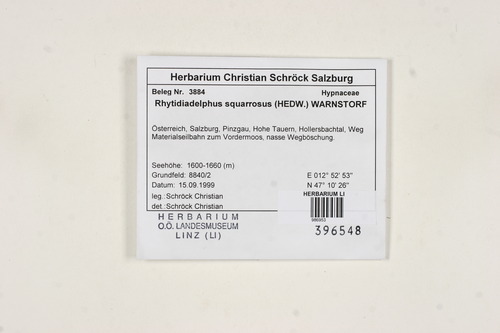 Herbarium Christian Schröck Salzburg
Beleg Nr. 3884 Hypnaceae
Rhytidiadelphus squarrosus (HEDW.) WARNSTORF
Österreich, Salzburg, Pinzgau, Hohe Tauern, Hollersbachtal, Weg
Materialseilbahn zum Vordermoos, nasse Wegböschung.
Seehöhe: 1600-1660 (m)
Grundfeld: 8840/2 E 012° 52' 53"
Datum: 15.09.1999 N 47° 10' 26"
leg.:Schröck Christian HERBARIUM LI
det.:Schröck Christian
HERBARIUM
O.Ö. LANDESMUSEUM
LINZ (LI)
396548